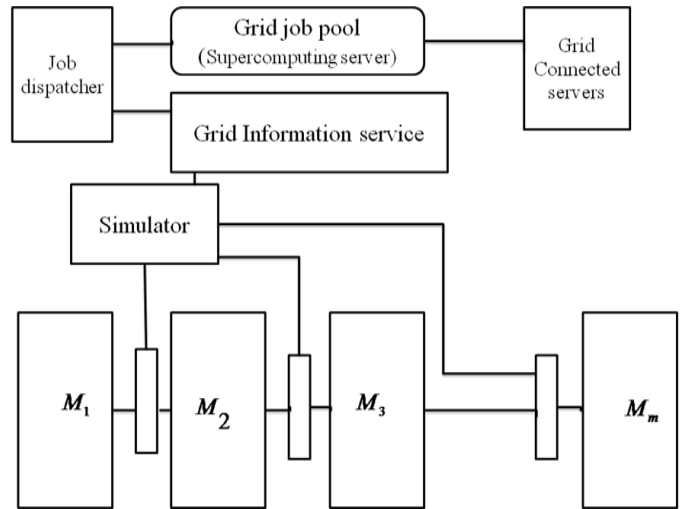 Grid job pool
(Supercomputing server)
Job
dispatcher
Grid
Connected
servers
Grid Information service
Simulator
M₁
M₂
M₃
Mₘ